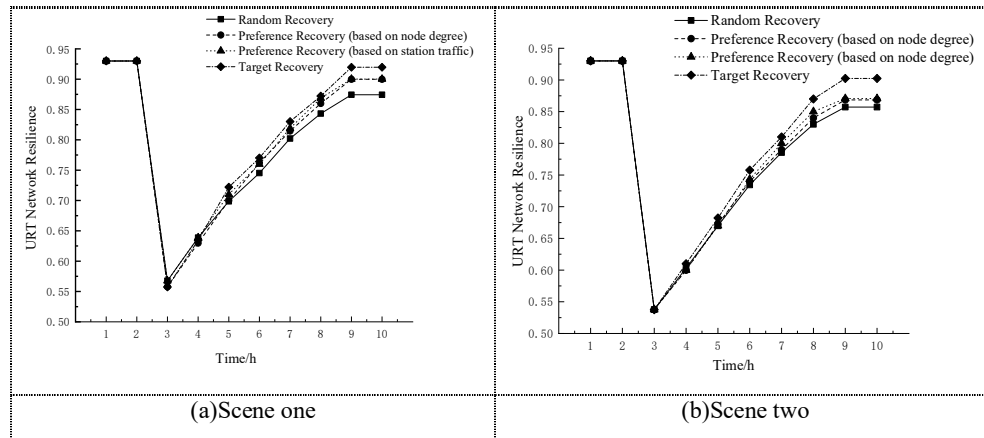 Random Recovery
Preference Recovery (based on node degree)
Preference Recovery (based on station traffic)
Target Recovery
0.95
0.90
0.85
0.80
0.75
0.70
0.65
0.60
0.55
0.50
URT Network Resilience
1 2 3 4 5 6 7 8 9 10
Time/h
(a)Scene one
Random Recovery
Preference Recovery (based on node degree)
Preference Recovery (based on node degree)
Target Recovery
0.95
0.90
0.85
0.80
0.75
0.70
0.65
0.60
0.55
0.50
URT Network Resilience
1 2 3 4 5 6 7 8 9 10
Time/h
(b)Scene two